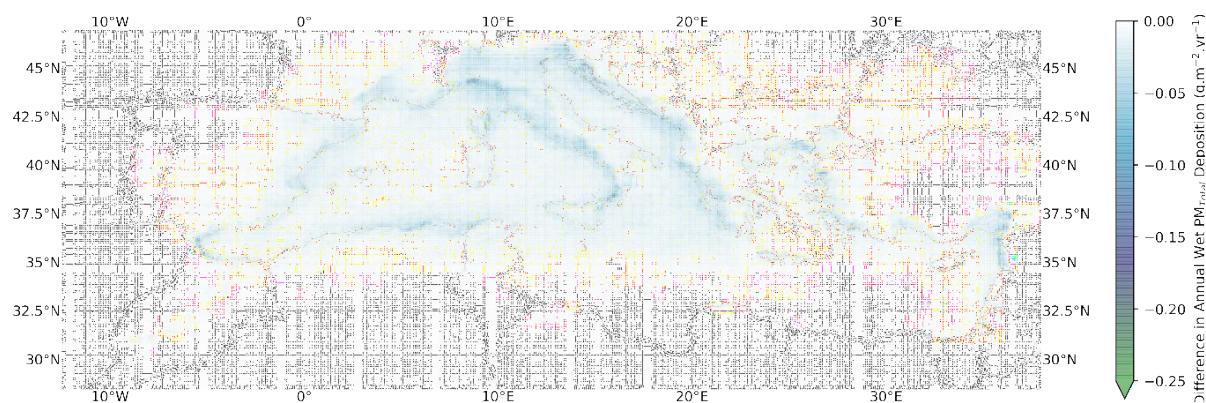 10°W 0° 10°E 20°E 30°E
45°N 45°N
42.5°N 42.5°N
40°N 40°N
37.5°N 37.5°N
35°N 35°N
32.5°N 32.5°N
30°N 30°N
10°W 0° 10°E 20°E 30°E
0.00
−0.05
−0.10
−0.15
−0.20
−0.25
Difference in Annual Wet PM_Total Deposition (g.m⁻².yr⁻¹)